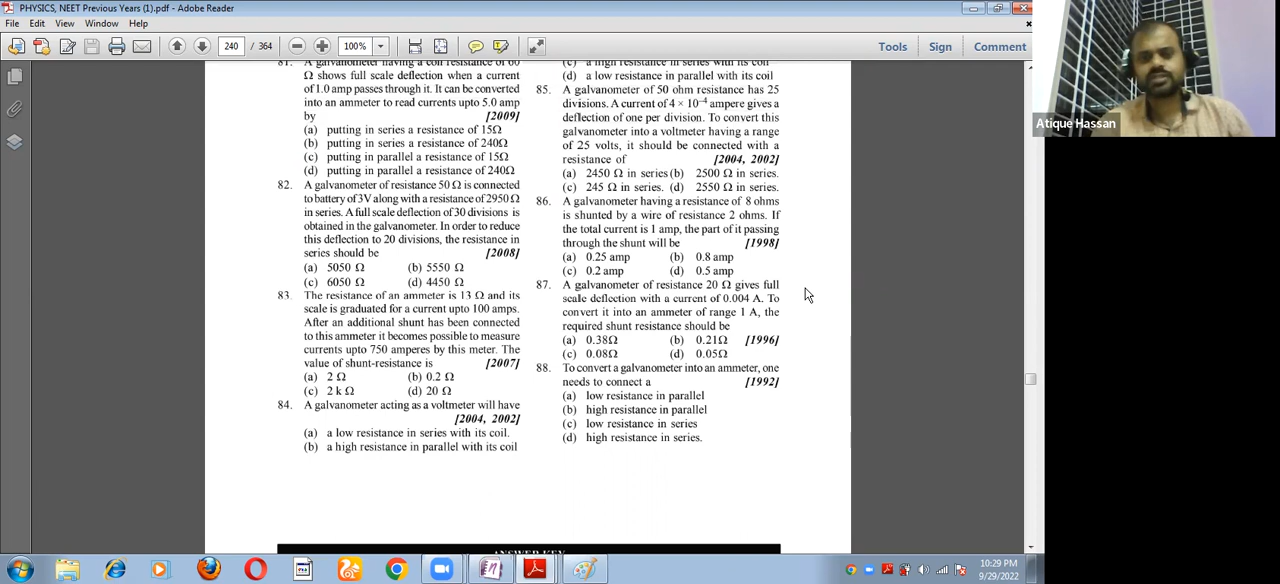 PHYSICS, NEET Previous Years (1).pdf - Adobe Reader
File Edit View Window Help
240 / 364 100% Tools Sign Comment
81. A galvanometer having a coil resistance of 60
Ω shows full scale deflection when a current
of 1.0 amp passes through it. It can be converted
into an ammeter to read currents upto 5.0 amp
by [2009]
(a) putting in series a resistance of 15Ω
(b) putting in series a resistance of 240Ω
(c) putting in parallel a resistance of 15Ω
(d) putting in parallel a resistance of 240Ω
82. A galvanometer of resistance 50 Ω is connected
to battery of 3V along with a resistance of 2950 Ω
in series. A full scale deflection of 30 divisions is
obtained in the galvanometer. In order to reduce
this deflection to 20 divisions, the resistance in
series should be [2008]
(a) 5050 Ω (b) 5550 Ω
(c) 6050 Ω (d) 4450 Ω
83. The resistance of an ammeter is 13 Ω and its
scale is graduated for a current upto 100 amps.
After an additional shunt has been connected
to this ammeter it becomes possible to measure
currents upto 750 amperes by this meter. The
value of shunt-resistance is [2007]
(a) 2 Ω (b) 0.2 Ω
(c) 2 k Ω (d) 20 Ω
84. A galvanometer acting as a voltmeter will have
[2004, 2002]
(a) a low resistance in series with its coil.
(b) a high resistance in parallel with its coil
(c) a high resistance in series with its coil
(d) a low resistance in parallel with its coil
85. A galvanometer of 50 ohm resistance has 25
divisions. A current of 4 × 10⁻⁴ ampere gives a
deflection of one per division. To convert this
galvanometer into a voltmeter having a range
of 25 volts, it should be connected with a
resistance of [2004, 2002]
(a) 2450 Ω in series (b) 2500 Ω in series.
(c) 245 Ω in series. (d) 2550 Ω in series.
86. A galvanometer having a resistance of 8 ohms
is shunted by a wire of resistance 2 ohms. If
the total current is 1 amp, the part of it passing
through the shunt will be [1998]
(a) 0.25 amp (b) 0.8 amp
(c) 0.2 amp (d) 0.5 amp
87. A galvanometer of resistance 20 Ω gives full
scale deflection with a current of 0.004 A. To
convert it into an ammeter of range 1 A, the
required shunt resistance should be
(a) 0.38Ω (b) 0.21Ω [1996]
(c) 0.08Ω (d) 0.05Ω
88. To convert a galvanometer into an ammeter, one
needs to connect a [1992]
(a) low resistance in parallel
(b) high resistance in parallel
(c) low resistance in series
(d) high resistance in series.
ANSWER KEY
Atique Hassan
10:29 PM
9/29/2022